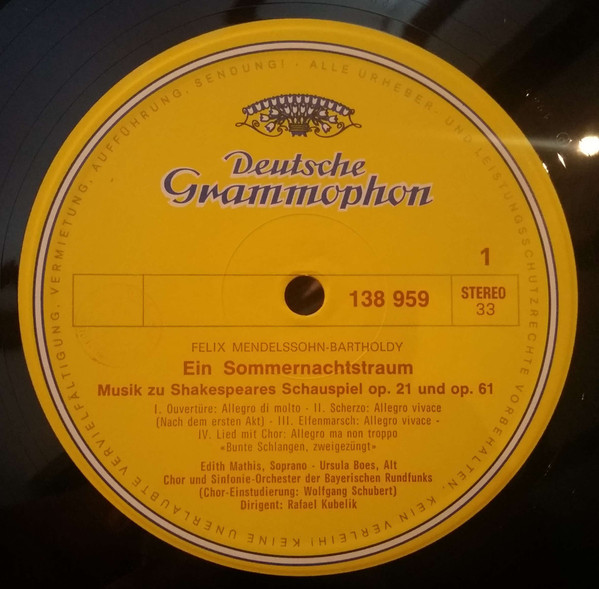 Deutsche
Grammophon
1
138 959
STEREO
33
FELIX MENDELSSOHN-BARTHOLDY
Ein Sommernachtstraum
Musik zu Shakespeares Schauspiel op. 21 und op. 61
I. Ouvertüre: Allegro di molto - II. Scherzo: Allegro vivace
(Nach dem ersten Akt) - III. Elfenmarsch: Allegro vivace -
IV. Lied mit Chor: Allegro ma non troppo
«Bunte Schlangen, zweigezüngt»
Edith Mathis, Soprano - Ursula Boes, Alt
Chor und Sinfonie-Orchester des Bayerischen Rundfunks
(Chor-Einstudierung: Wolfgang Schubert)
Dirigent: Rafael Kubelik
ALLE URHEBER- UND LEISTUNGSSCHUTZRECHTE VORBEHALTEN. KEIN VERLEIH! KEINE UNERLAUBTE VERVIELFÄLTIGUNG, VERMIETUNG, AUFFÜHRUNG, SENDUNG! -